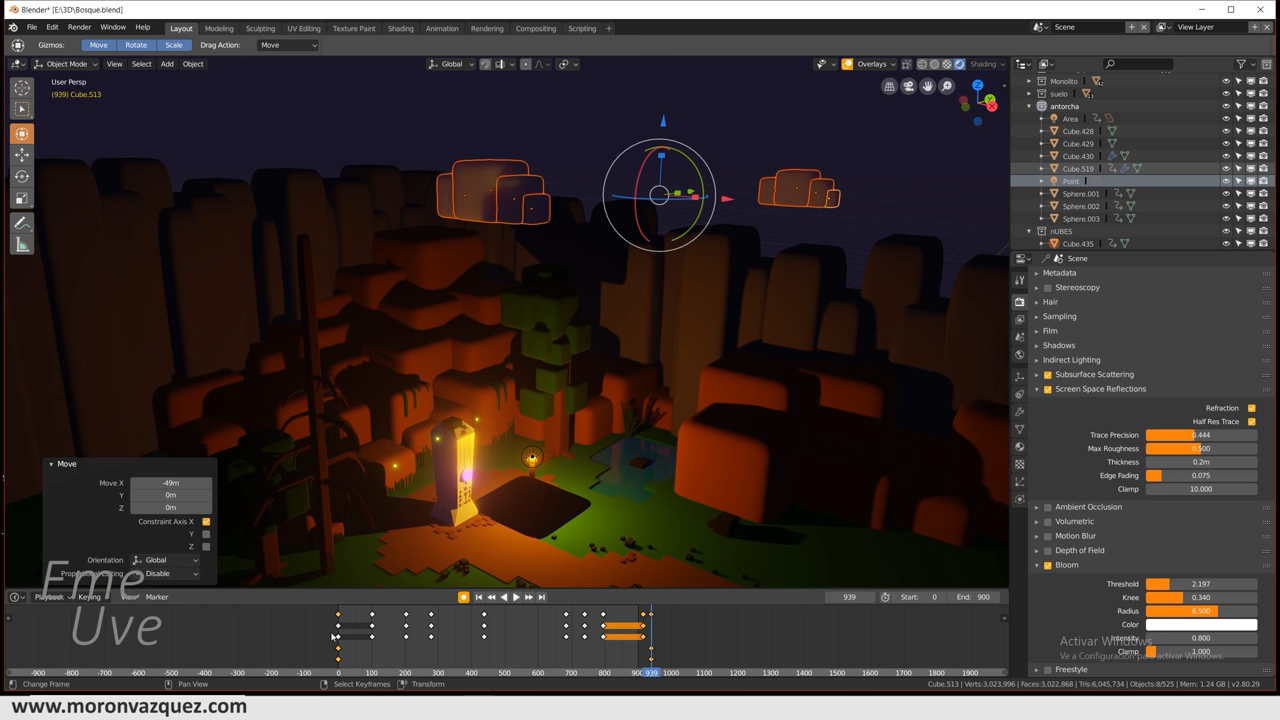 Blender* [E:\3D\Bosque.blend]
File Edit Render Window Help Layout Modeling Sculpting UV Editing Texture Paint Shading Animation Rendering Compositing Scripting + Scene View Layer
Gizmos: Move Rotate Scale Drag Action: Move
Object Mode View Select Add Object Global Overlays Shading
User Persp
(939) Cube.513
Z
Y
X
Monolito 42
suelo 13
antorcha
Area
Cube.428
Cube.429
Cube.430
Cube.519
Point
Sphere.001
Sphere.002
Sphere.003
nUBES
Cube.435
Scene
Metadata
Stereoscopy
Hair
Sampling
Film
Shadows
Indirect Lighting
Subsurface Scattering
Screen Space Reflections
Refraction
Half Res Trace
Trace Precision 0.444
Max Roughness 0.500
Thickness 0.2m
Edge Fading 0.075
Clamp 10.000
Ambient Occlusion
Volumetric
Motion Blur
Depth of Field
Bloom
Threshold 2.197
Knee 0.340
Radius 6.500
Color
Intensity 0.800
Clamp 1.000
Freestyle
Activar Windows
Ve a Configuración para activar Windows.
Move
Move X -49m
Y 0m
Z 0m
Constraint Axis X
Y
Z
Orientation Global
Proportional Editing Disable
Eme
Uve
Playback Keying View Marker 939 Start: 0 End: 900
-900 -800 -700 -600 -500 -400 -300 -200 -100 0 100 200 300 400 500 600 700 800 900 939 1000 1100 1200 1300 1400 1500 1600 1700 1800 1900
Change Frame Pan View Select Keyframes Transform Cube.513 | Verts:3,023,996 | Faces:3,022,868 | Tris:6,045,734 | Objects:8/525 | Mem: 1.24 GB | v2.80.29
www.moronvazquez.com